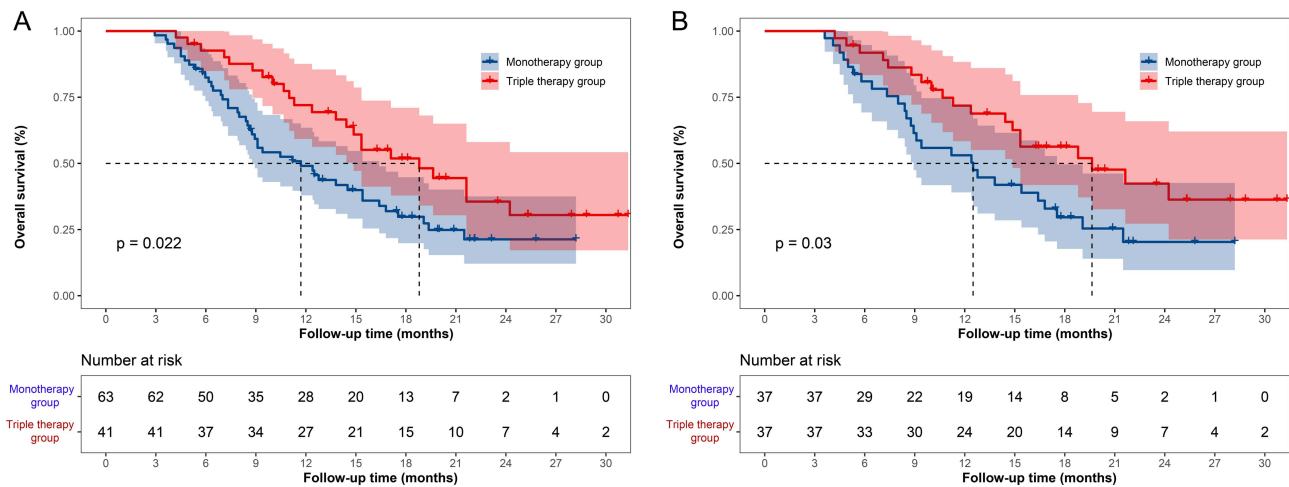 A
Overall survival (%)
1.00
0.75
0.50
0.25
0.00
Monotherapy group
Triple therapy group
p = 0.022
0 3 6 9 12 15 18 21 24 27 30
Follow-up time (months)
Number at risk
Monotherapy
group
63 62 50 35 28 20 13 7 2 1 0
Triple therapy
group
41 41 37 34 27 21 15 10 7 4 2
0 3 6 9 12 15 18 21 24 27 30
Follow-up time (months)
B
Overall survival (%)
1.00
0.75
0.50
0.25
0.00
Monotherapy group
Triple therapy group
p = 0.03
0 3 6 9 12 15 18 21 24 27 30
Follow-up time (months)
Number at risk
Monotherapy
group
37 37 29 22 19 14 8 5 2 1 0
Triple therapy
group
37 37 33 30 24 20 14 9 7 4 2
0 3 6 9 12 15 18 21 24 27 30
Follow-up time (months)